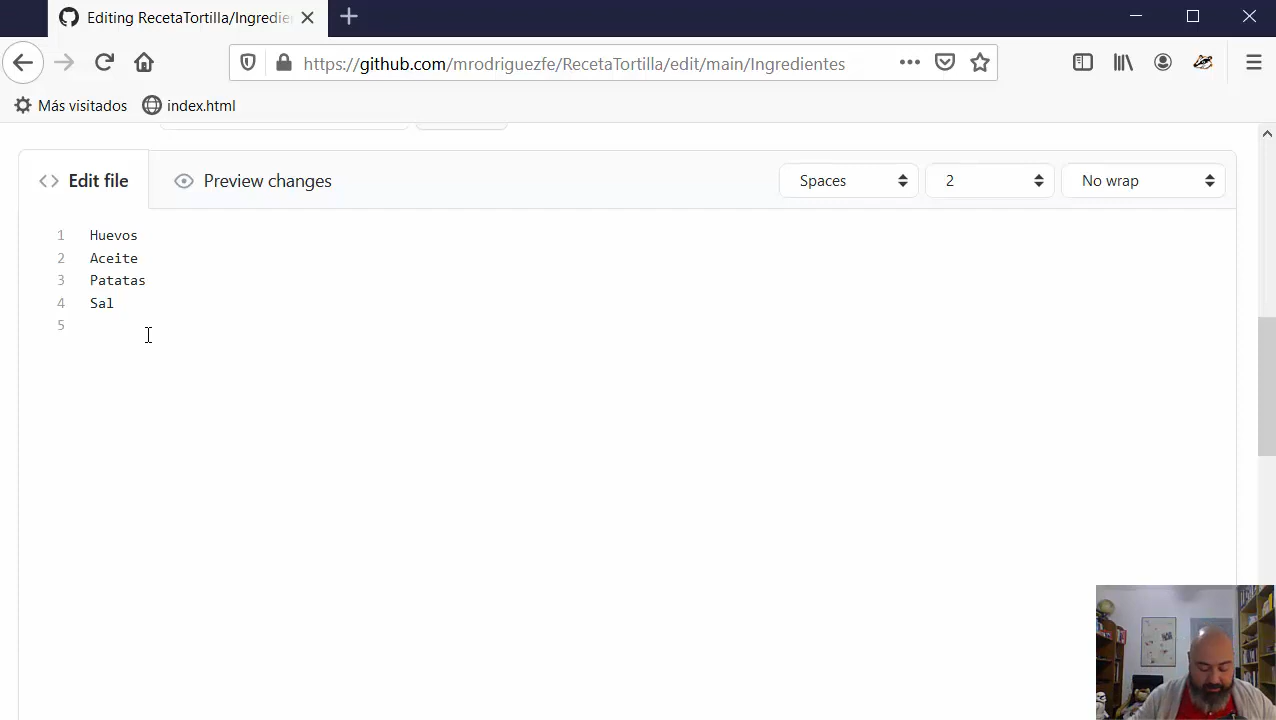 Editing RecetaTortilla/Ingredie
https://github.com/mrodriguezfe/RecetaTortilla/edit/main/Ingredientes
Más visitados
index.html
Edit file
Preview changes
Spaces
2
No wrap
1 Huevos
2 Aceite
3 Patatas
4 Sal
5